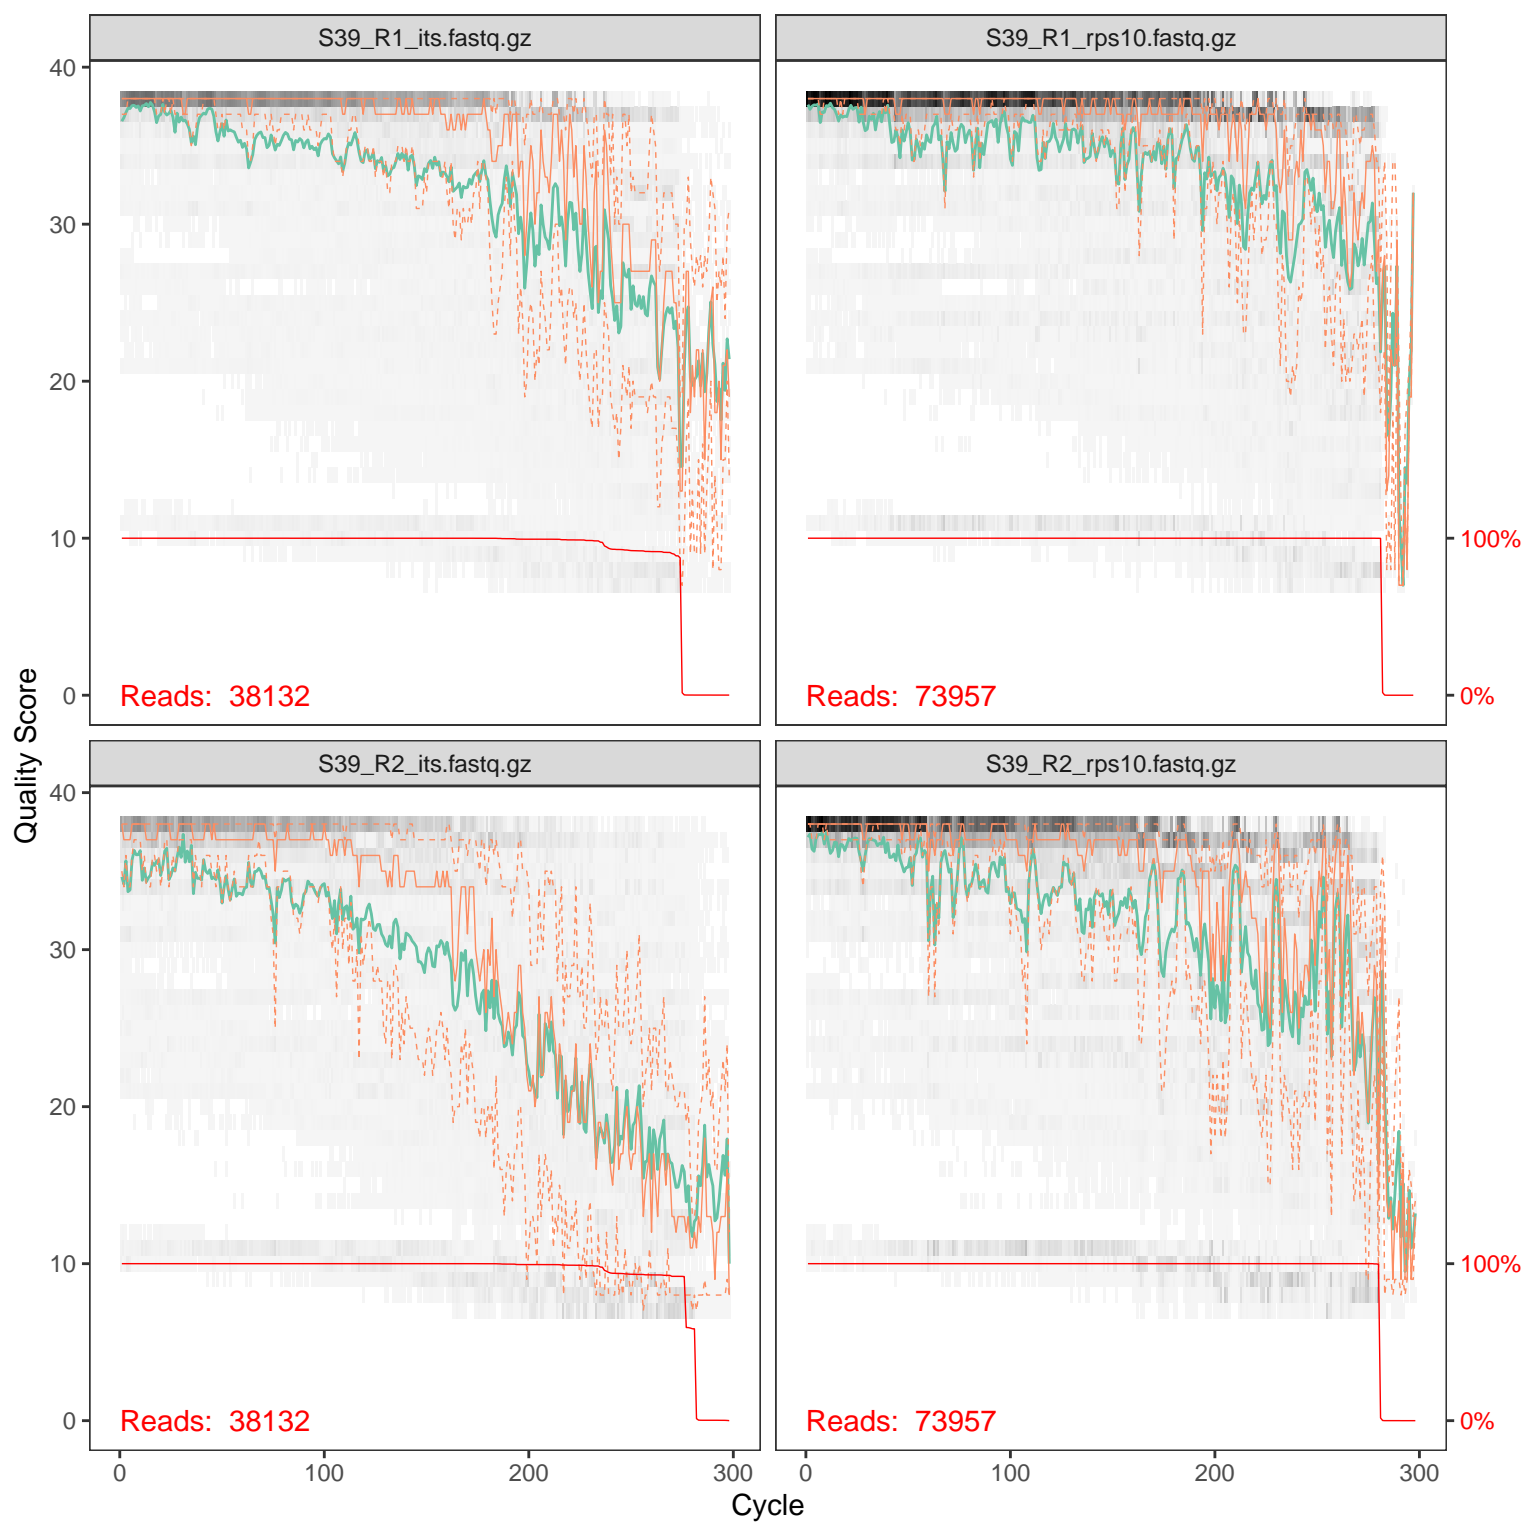 S39_R1_its.fastq.gz
S39_R1_rps10.fastq.gz
40
30
20
10
0
100%
0%
Reads: 38132
Reads: 73957
Quality Score
S39_R2_its.fastq.gz
S39_R2_rps10.fastq.gz
40
30
20
10
0
100%
0%
Reads: 38132
Reads: 73957
0 100 200 300
0 100 200 300
Cycle